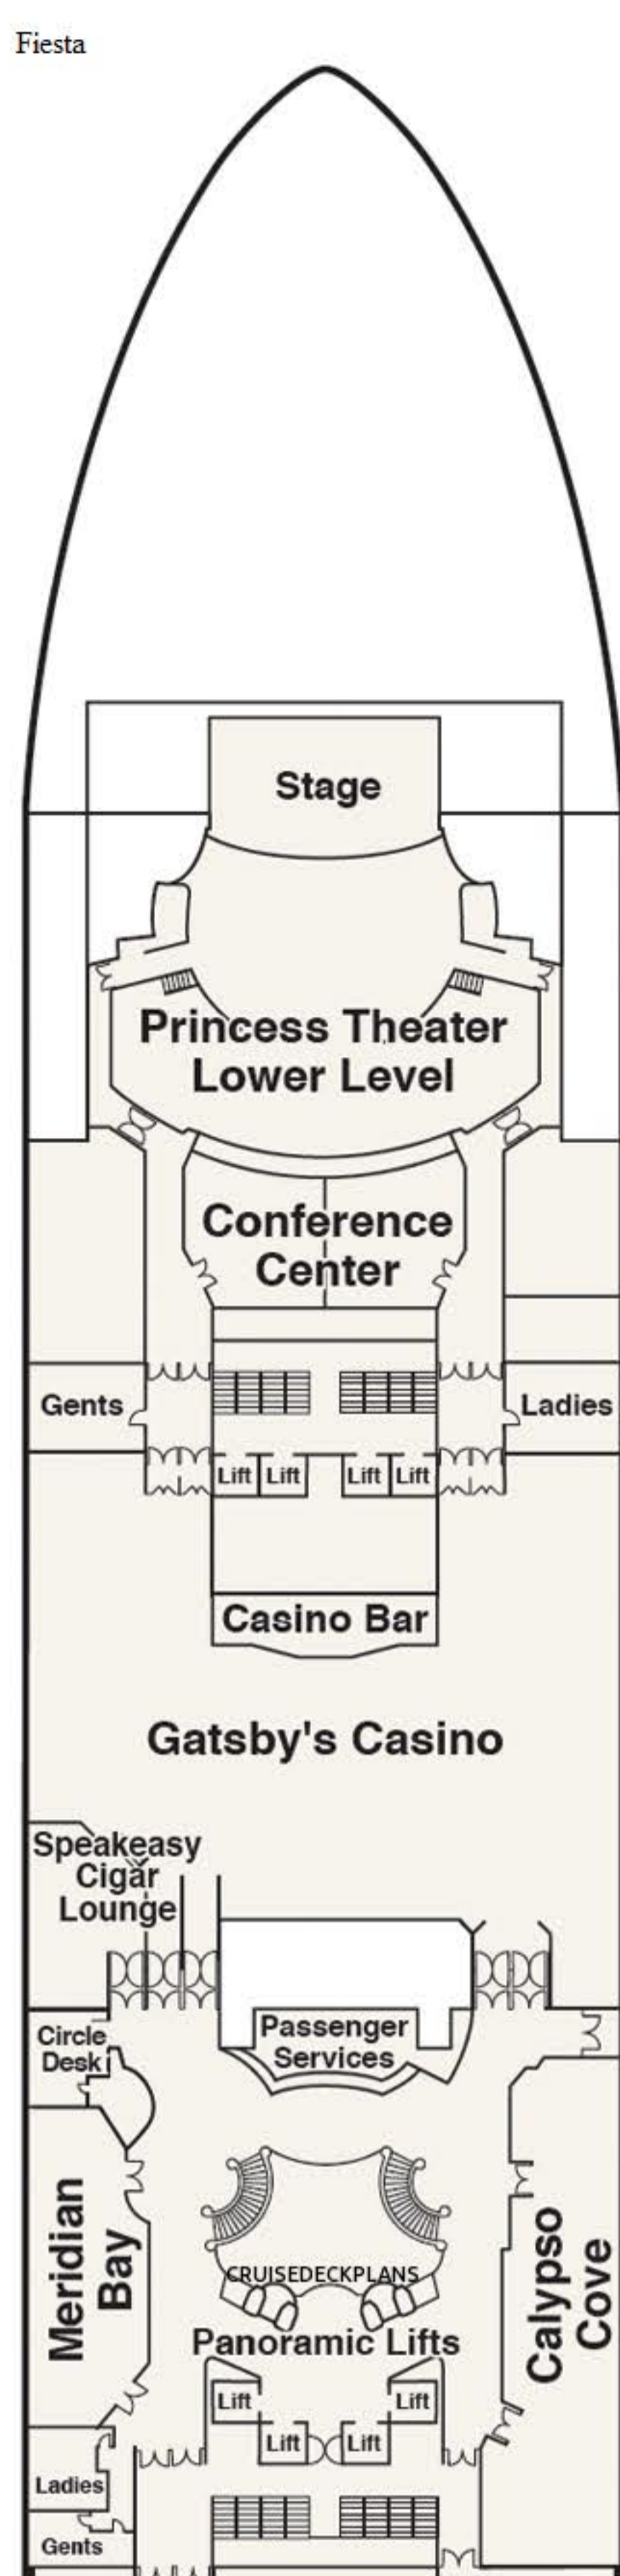 Fiesta
Stage
Princess Theater
Lower Level
Conference
Center
Gents
Ladies
Lift
Lift
Lift
Lift
Casino Bar
Gatsby's Casino
Speakeasy
Cigar
Lounge
Passenger
Services
Circle
Desk
Meridian
Bay
Calypso
Cove
CRUISEDECKPLANS
Panoramic Lifts
Lift
Lift
Lift
Lift
Ladies
Gents